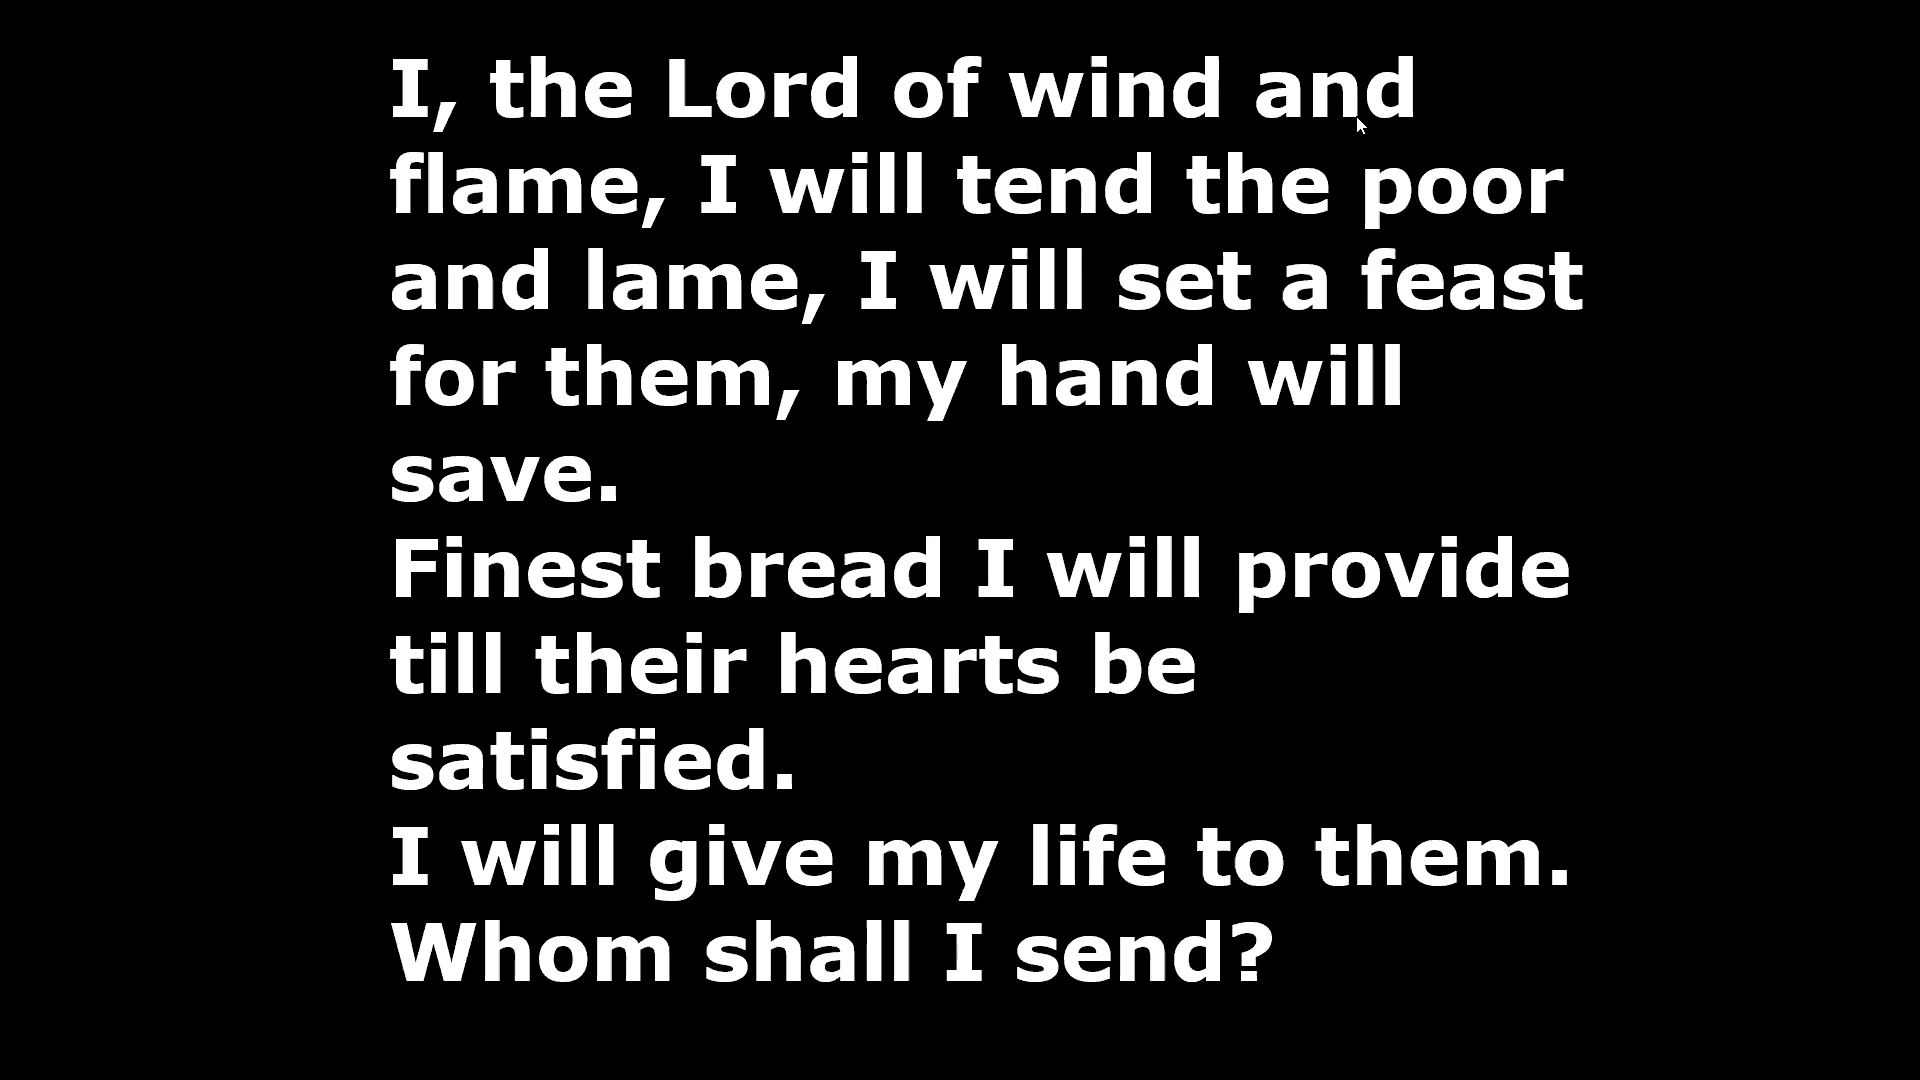 I, the Lord of wind and
flame, I will tend the poor
and lame, I will set a feast
for them, my hand will
save.
Finest bread I will provide
till their hearts be
satisfied.
I will give my life to them.
Whom shall I send?